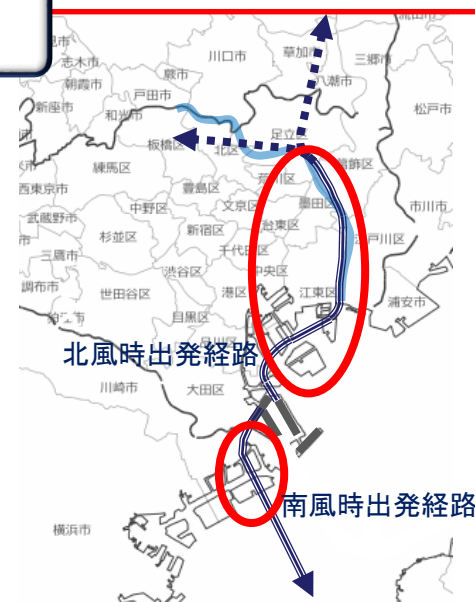 流山市
川口市
草加市
三郷市
志木市
蕨市
八潮市
朝霞市
戸田市
松戸市
新座市
和光市
足立区
板橋区
北区
葛飾区
練馬区
荒川区
西東京市
豊島区
墨田区
文京区
台東区
市川市
中野区
武蔵野市
新宿区
江戸川区
杉並区
千代田区
三鷹市
渋谷区
中央区
港区
江東区
浦安市
調布市
世田谷区
目黒区
狛江市
品川区
北風時出発経路
川崎市
大田区
南風時出発経路
横浜市